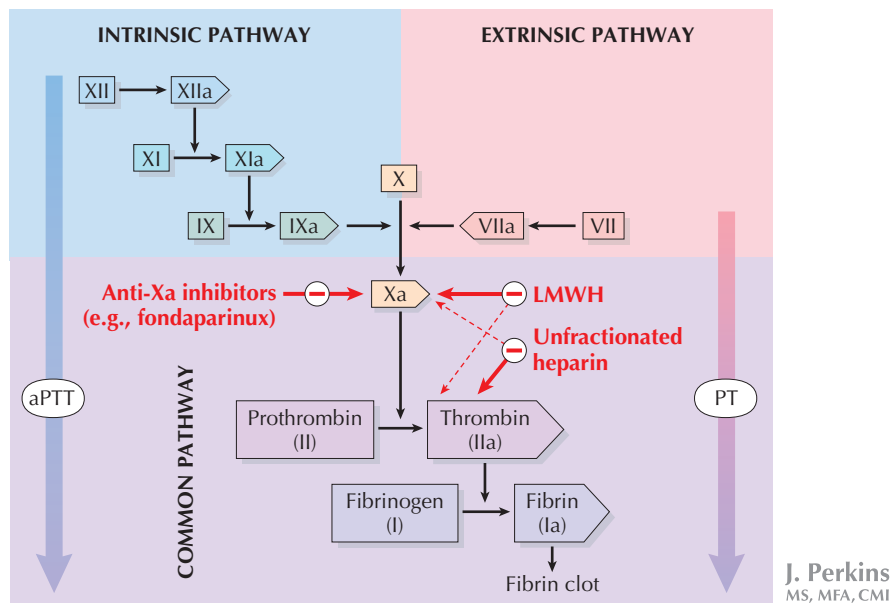 INTRINSIC PATHWAY
EXTRINSIC PATHWAY
XII
XIIa
XI
XIa
X
IX
IXa
VIIa
VII
Anti-Xa inhibitors
(e.g., fondaparinux)
Xa
LMWH
Unfractionated
heparin
aPTT
PT
COMMON PATHWAY
Prothrombin
(II)
Thrombin
(IIa)
Fibrinogen
(I)
Fibrin
(Ia)
Fibrin clot
J. Perkins
MS, MFA, CMI